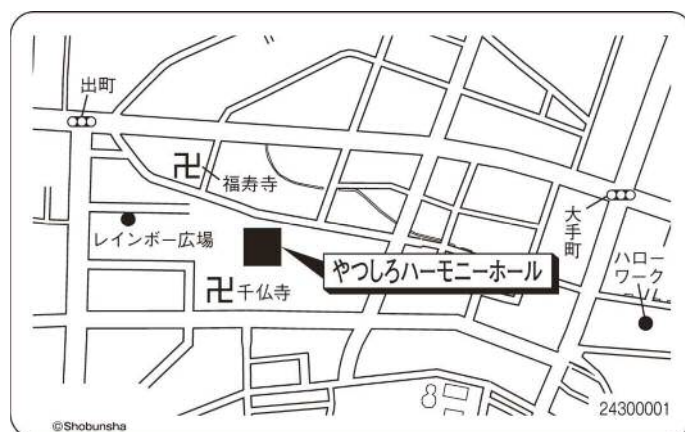 出町
卍
福寿寺
大手町
レインボー広場
やつしろハーモニーホール
ハロー
ワーク
卍千仏寺
24300001
©Shobunsha